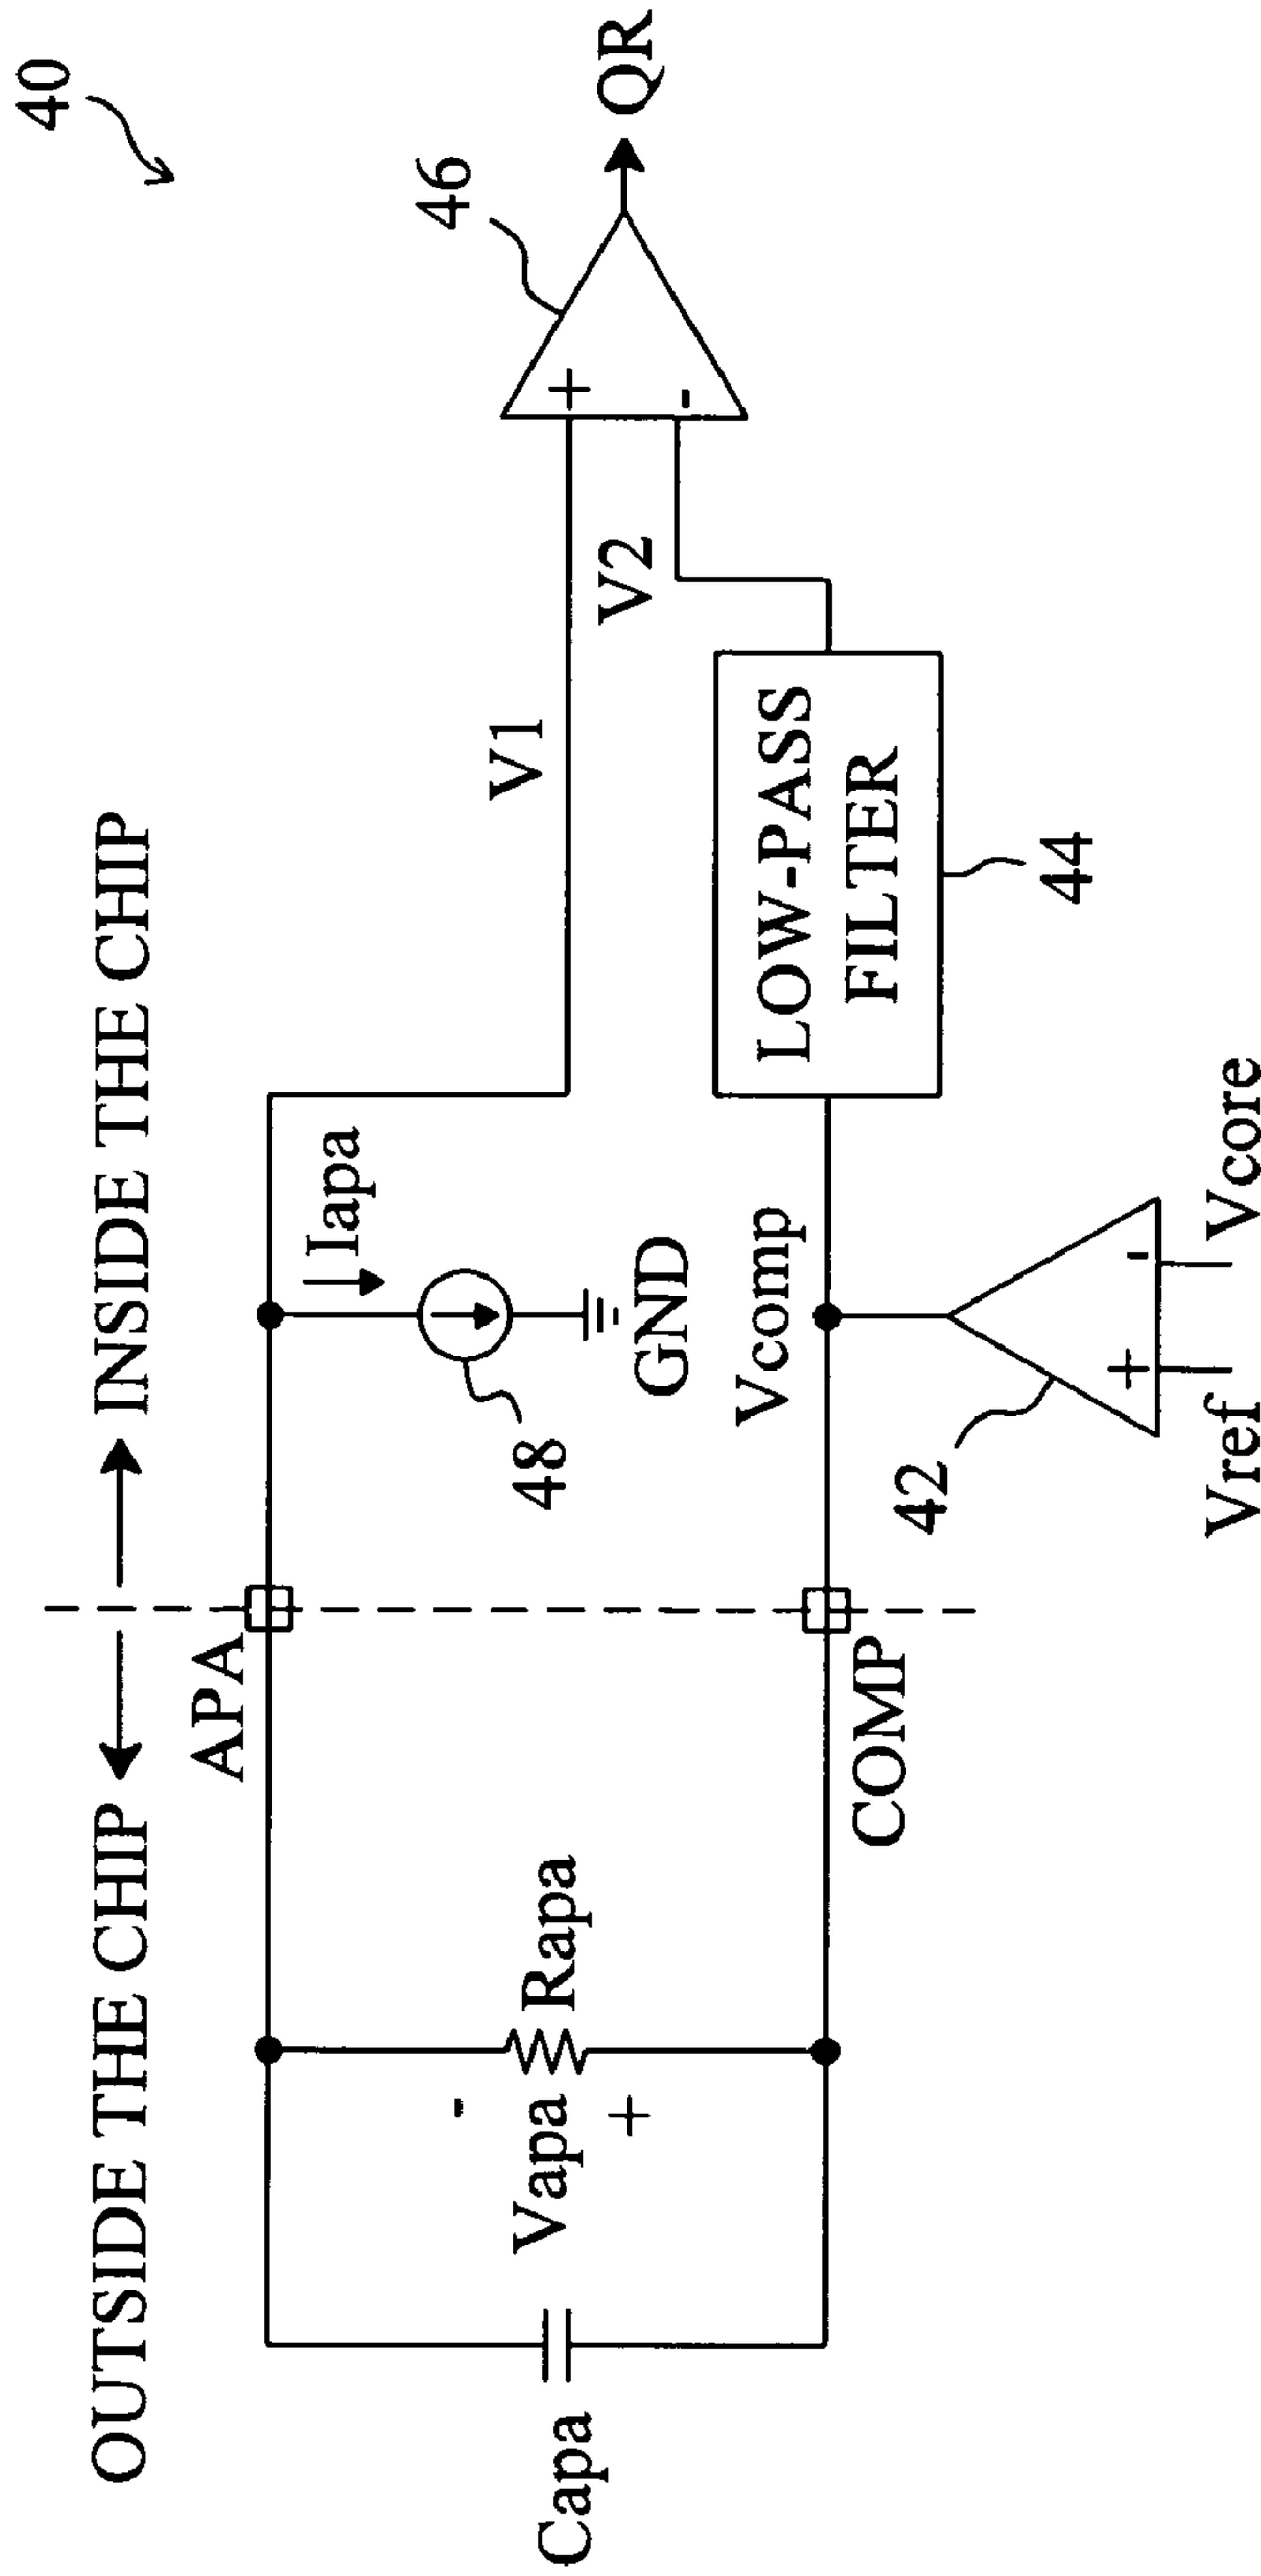 40
OUTSIDE THE CHIP
INSIDE THE CHIP
APA
Iapa
V1
46
+
-
QR
48
GND
V2
Capa
-
Vapa
+
Rapa
Vcomp
LOW-PASS
FILTER
COMP
42
44
+
-
Vref
Vcore